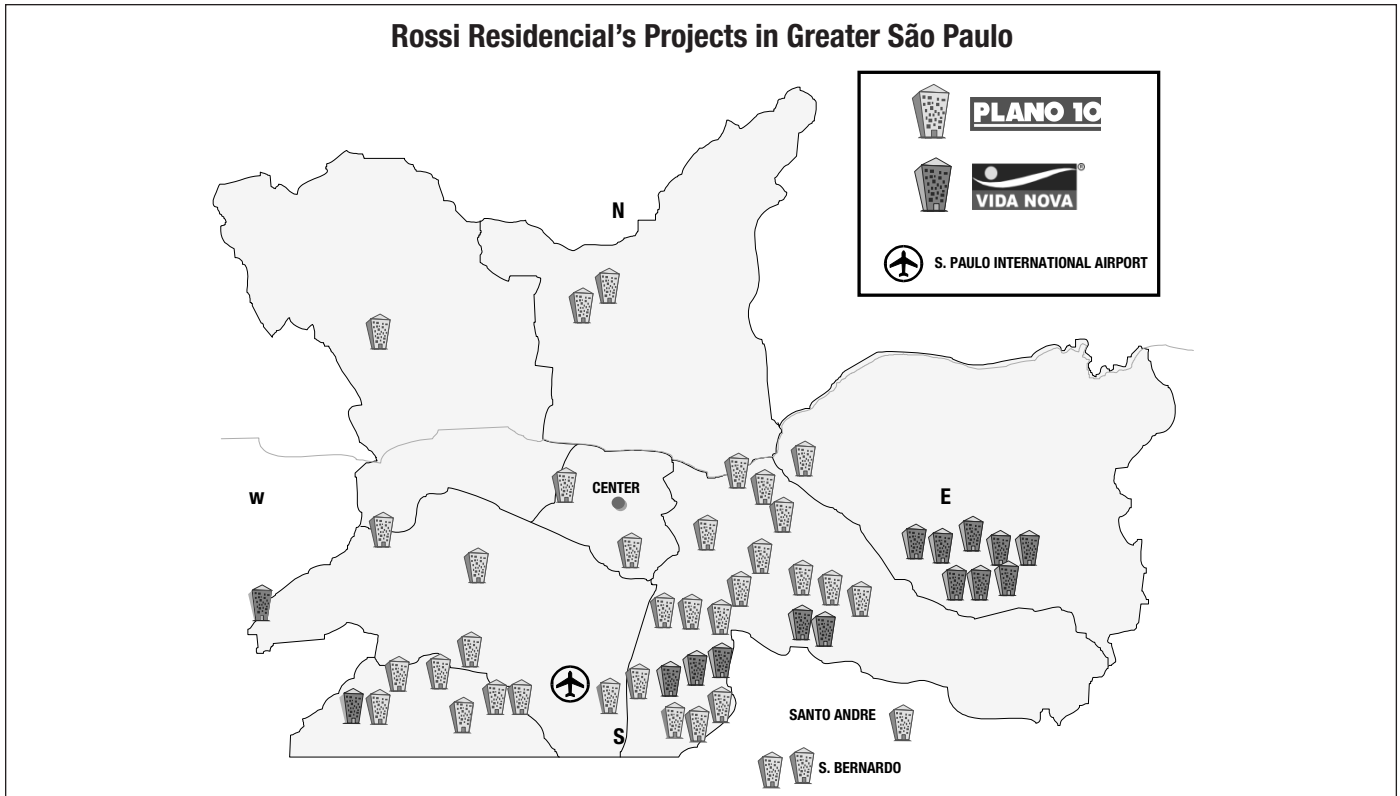 Rossi Residencial's Projects in Greater São Paulo
PLANO 10
®
VIDA NOVA
S. PAULO INTERNATIONAL AIRPORT
N
W
CENTER
E
S
SANTO ANDRE
S. BERNARDO